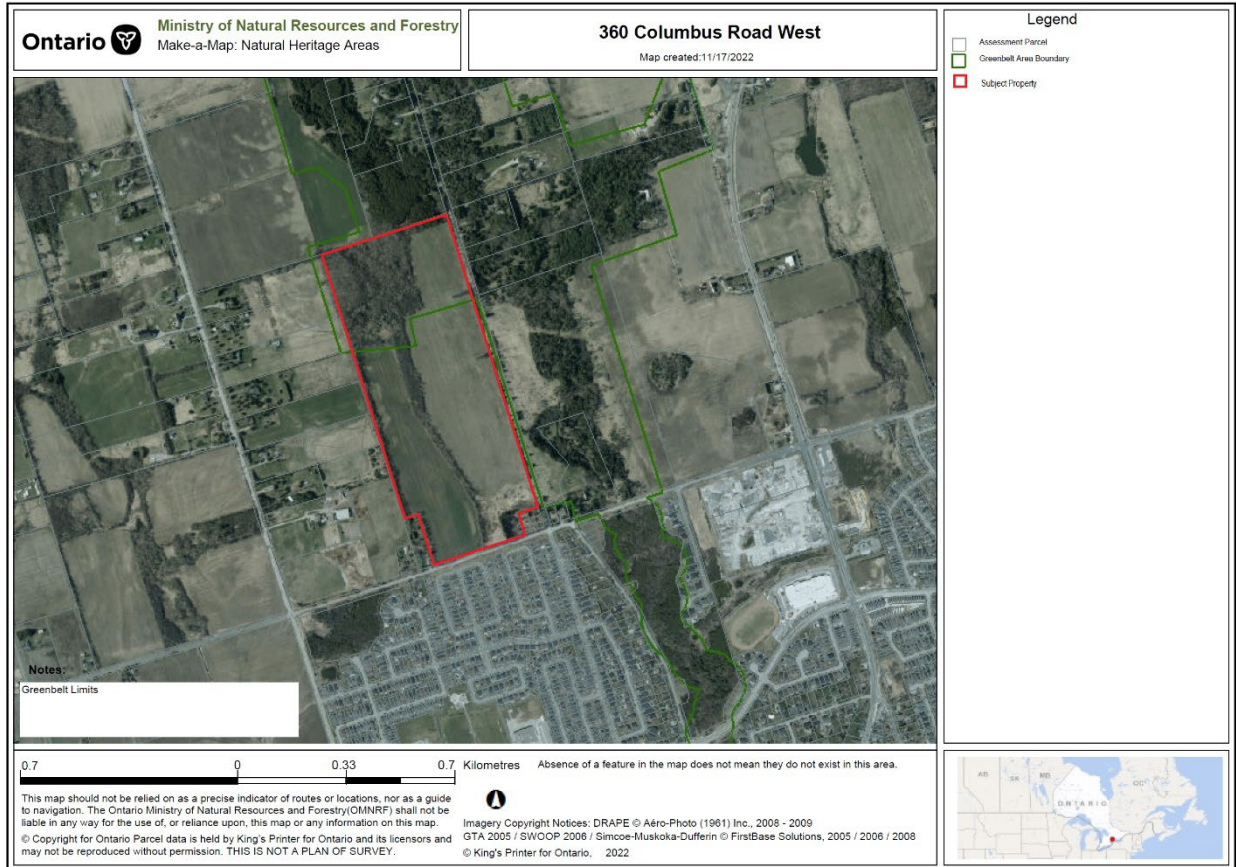 Ontario
Ministry of Natural Resources and Forestry
Make-a-Map: Natural Heritage Areas
360 Columbus Road West
Map created:11/17/2022
Legend
Assessment Parcel
Greenbelt Area Boundary
Subject Property
Notes:
Greenbelt Limits
0.7 0 0.33 0.7 Kilometres
Absence of a feature in the map does not mean they do not exist in this area.
This map should not be relied on as a precise indicator of routes or locations, nor as a guide
to navigation. The Ontario Ministry of Natural Resources and Forestry(OMNRF) shall not be
liable in any way for the use of, or reliance upon, this map or any information on this map.
© Copyright for Ontario Parcel data is held by King's Printer for Ontario and its licensors and
may not be reproduced without permission. THIS IS NOT A PLAN OF SURVEY.
Imagery Copyright Notices: DRAPE © Aéro-Photo (1961) Inc., 2008 - 2009
GTA 2005 / SWOOP 2006 / Simcoe-Muskoka-Dufferin © FirstBase Solutions, 2005 / 2006 / 2008
© King's Printer for Ontario, 2022
AB
SK
MB
ONTARIO
QC